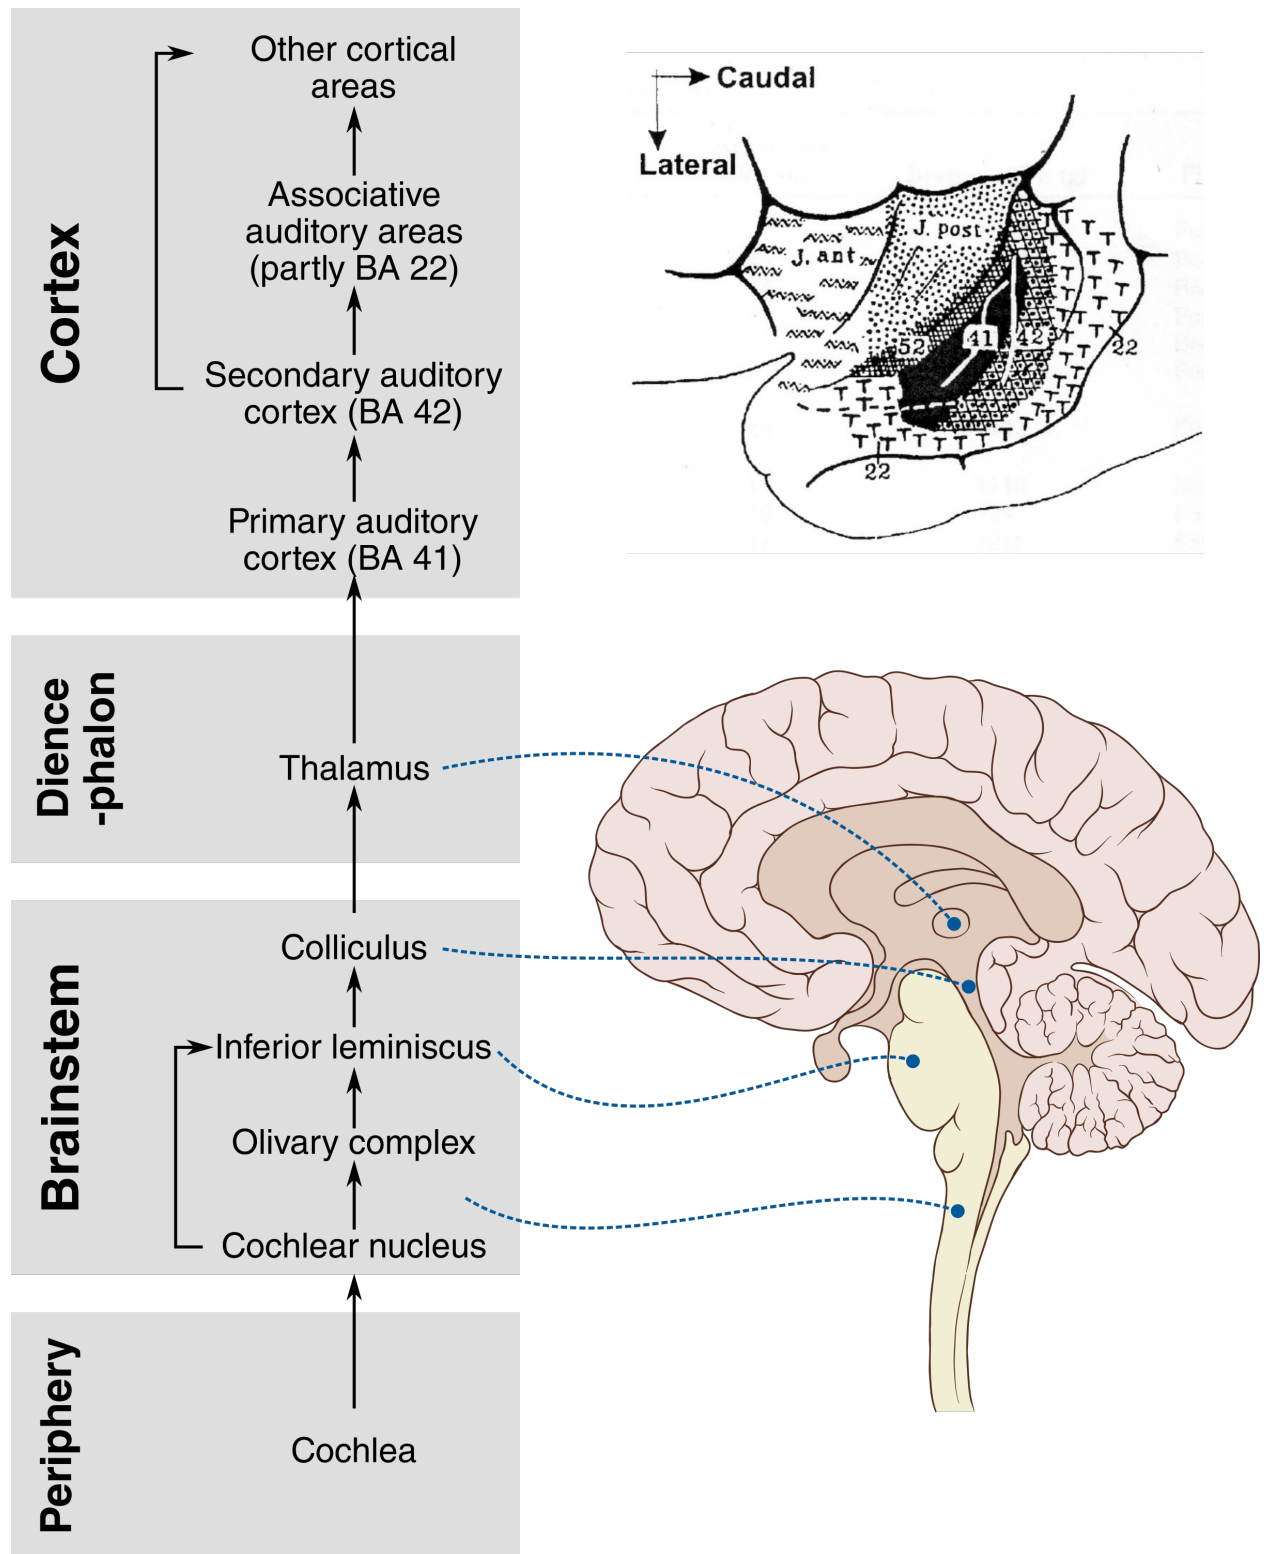 Cortex
Other cortical
areas
Associative
auditory areas
(partly BA 22)
Secondary auditory
cortex (BA 42)
Primary auditory
cortex (BA 41)
Dience
-phalon
Thalamus
Brainstem
Colliculus
Inferior leminiscus
Olivary complex
Cochlear nucleus
Periphery
Cochlea
Caudal
Lateral
J. ant
J. post
52
41
42
22
22